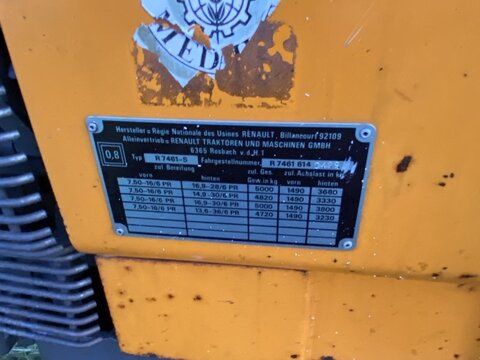 MED
Hersteller = Régie Nationale des Usines RENAULT, Billancourt 92109
Alleinvertrieb = RENAULT TRAKTOREN UND MASCHINEN GMBH
6365 Rosbach v.d.H 1
0,8
Typ R 7461-S Fahrgestellnummer R 7461 614
zu Bereitung zul. Ges. zu. Achslast in kg
vorn hinten Gew in kg vorn hinten
7,50-16/6 PR 16,9-28/6 PR 5000 1490 3680
7,50-16/6 PR 14,9-30/6 PR 4820 1490 3330
7,50-16/6 PR 16,9-30/6 PR 5000 1490 3800
7,50-16/6 PR 13,6-36/6 PR 4720 1490 3230